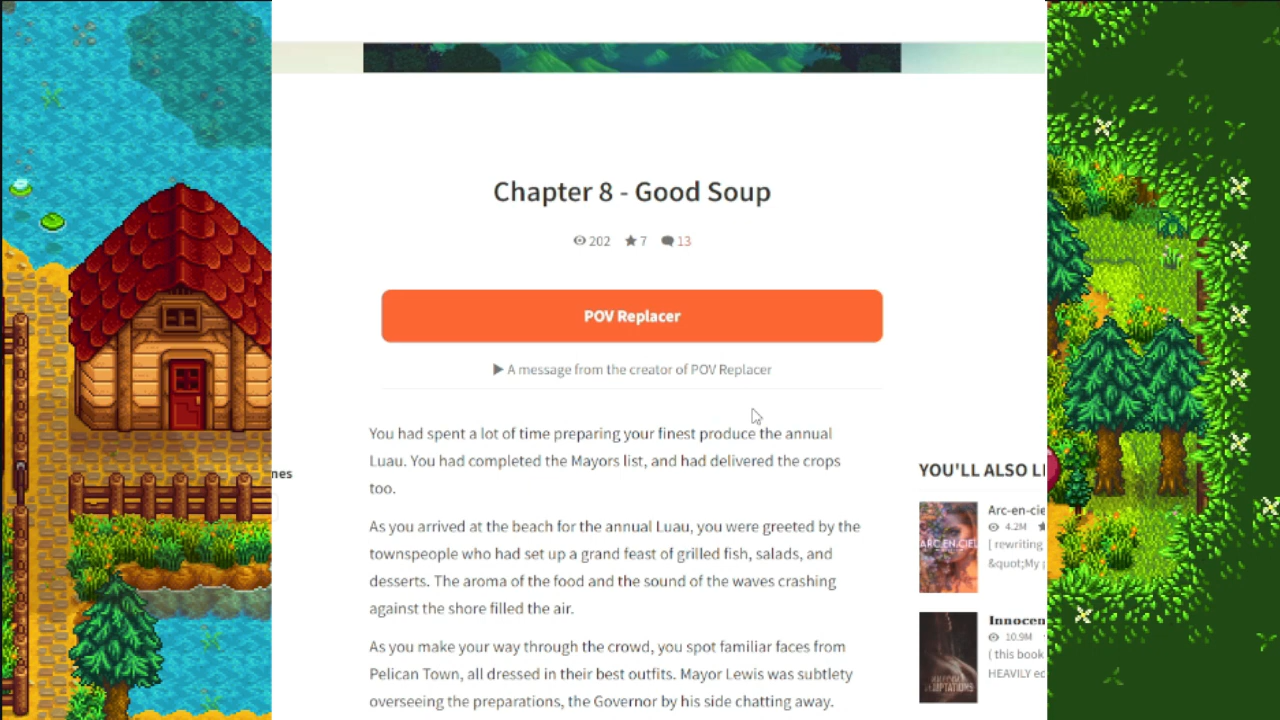 Chapter 8 - Good Soup
202 7 13
POV Replacer
▶ A message from the creator of POV Replacer
You had spent a lot of time preparing your finest produce the annual
Luau. You had completed the Mayors list, and had delivered the crops
too.
As you arrived at the beach for the annual Luau, you were greeted by the
townspeople who had set up a grand feast of grilled fish, salads, and
desserts. The aroma of the food and the sound of the waves crashing
against the shore filled the air.
As you make your way through the crowd, you spot familiar faces from
Pelican Town, all dressed in their best outfits. Mayor Lewis was subtlety
overseeing the preparations, the Governor by his side chatting away.
nes
YOU'LL ALSO LI
ARC EN CIEL
Arc-en-cie
4.2M
[ rewriting
&quot;My
Innocen
10.9M
( this book
HEAVILY ed